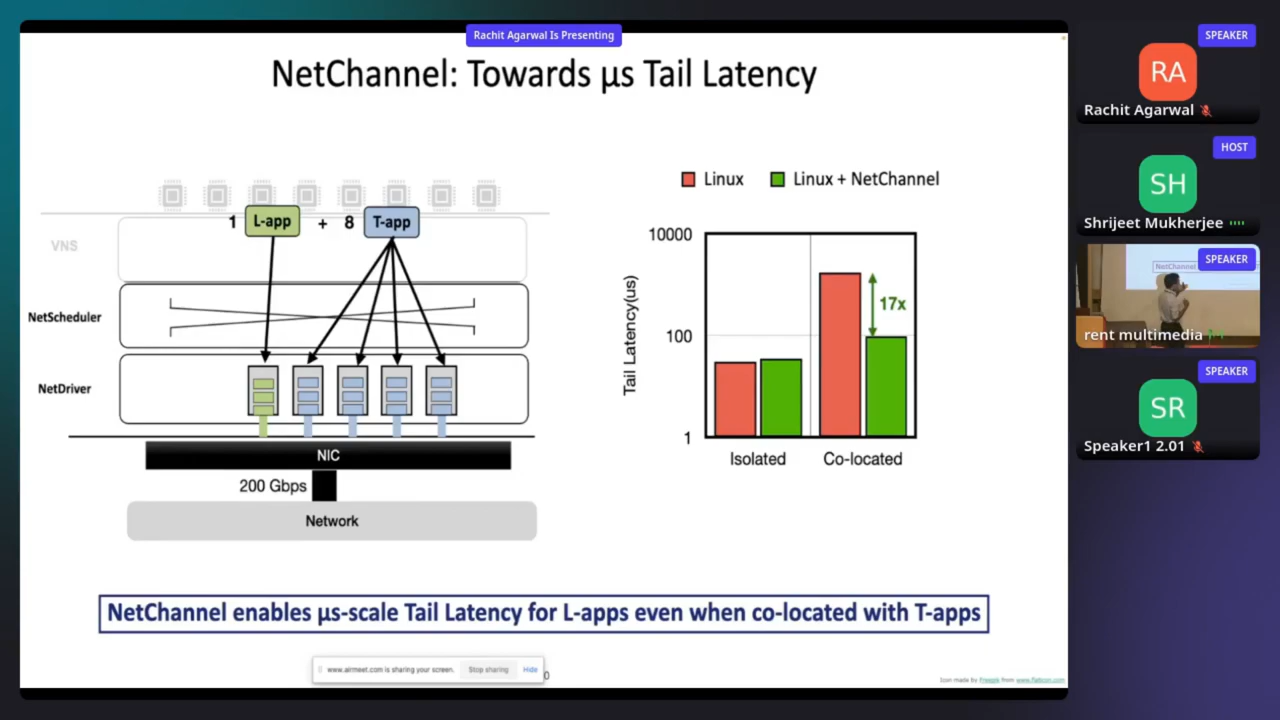 Rachit Agarwal Is Presenting
NetChannel: Towards µs Tail Latency
VNS
1 L-app + 8 T-app
NetScheduler
NetDriver
NIC
200 Gbps
Network
Linux
Linux + NetChannel
10000
100
1
Tail Latency(us)
17x
Isolated
Co-located
NetChannel enables µs-scale Tail Latency for L-apps even when co-located with T-apps
www.airmeet.com is sharing your screen.
Stop sharing
Hide
0
Icon made by Freepik from www.flaticon.com
SPEAKER
RA
Rachit Agarwal
HOST
SH
Shrijeet Mukherjee
SPEAKER
NetChannel
rent multimedia
SPEAKER
SR
Speaker1 2.01